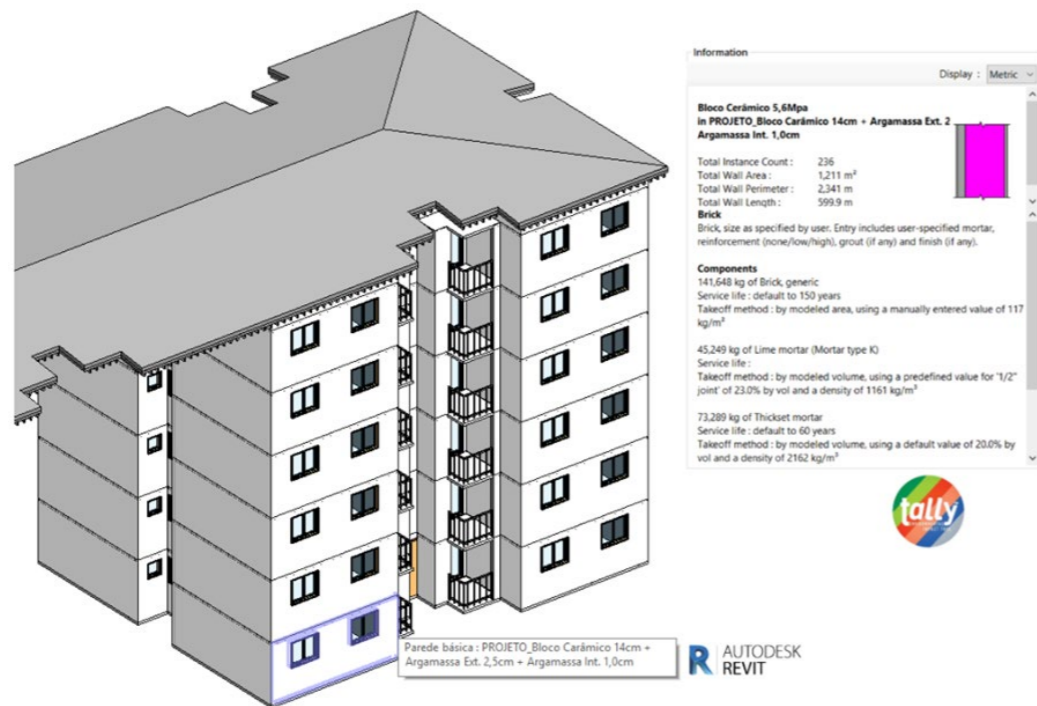 Information
Display : Metric
Bloco Cerâmico 5,6Mpa
in PROJETO_Bloco Carâmico 14cm + Argamassa Ext. 2
Argamassa Int. 1,0cm
Total Instance Count : 236
Total Wall Area : 1,211 m²
Total Wall Perimeter : 2,341 m
Total Wall Length : 599.9 m
Brick
Brick, size as specified by user. Entry includes user-specified mortar,
reinforcement (none/low/high), grout (if any) and finish (if any).
Components
141,648 kg of Brick, generic
Service life : default to 150 years
Takeoff method : by modeled area, using a manually entered value of 117
kg/m²
45,249 kg of Lime mortar (Mortar type K)
Service life :
Takeoff method : by modeled volume, using a predefined value for '1/2"
joint' of 23.0% by vol and a density of 1161 kg/m³
73,289 kg of Thickset mortar
Service life : default to 60 years
Takeoff method : by modeled volume, using a default value of 20.0% by
vol and a density of 2162 kg/m³
tally
Parede básica : PROJETO_Bloco Carâmico 14cm +
Argamassa Ext. 2,5cm + Argamassa Int. 1,0cm
R AUTODESK
REVIT